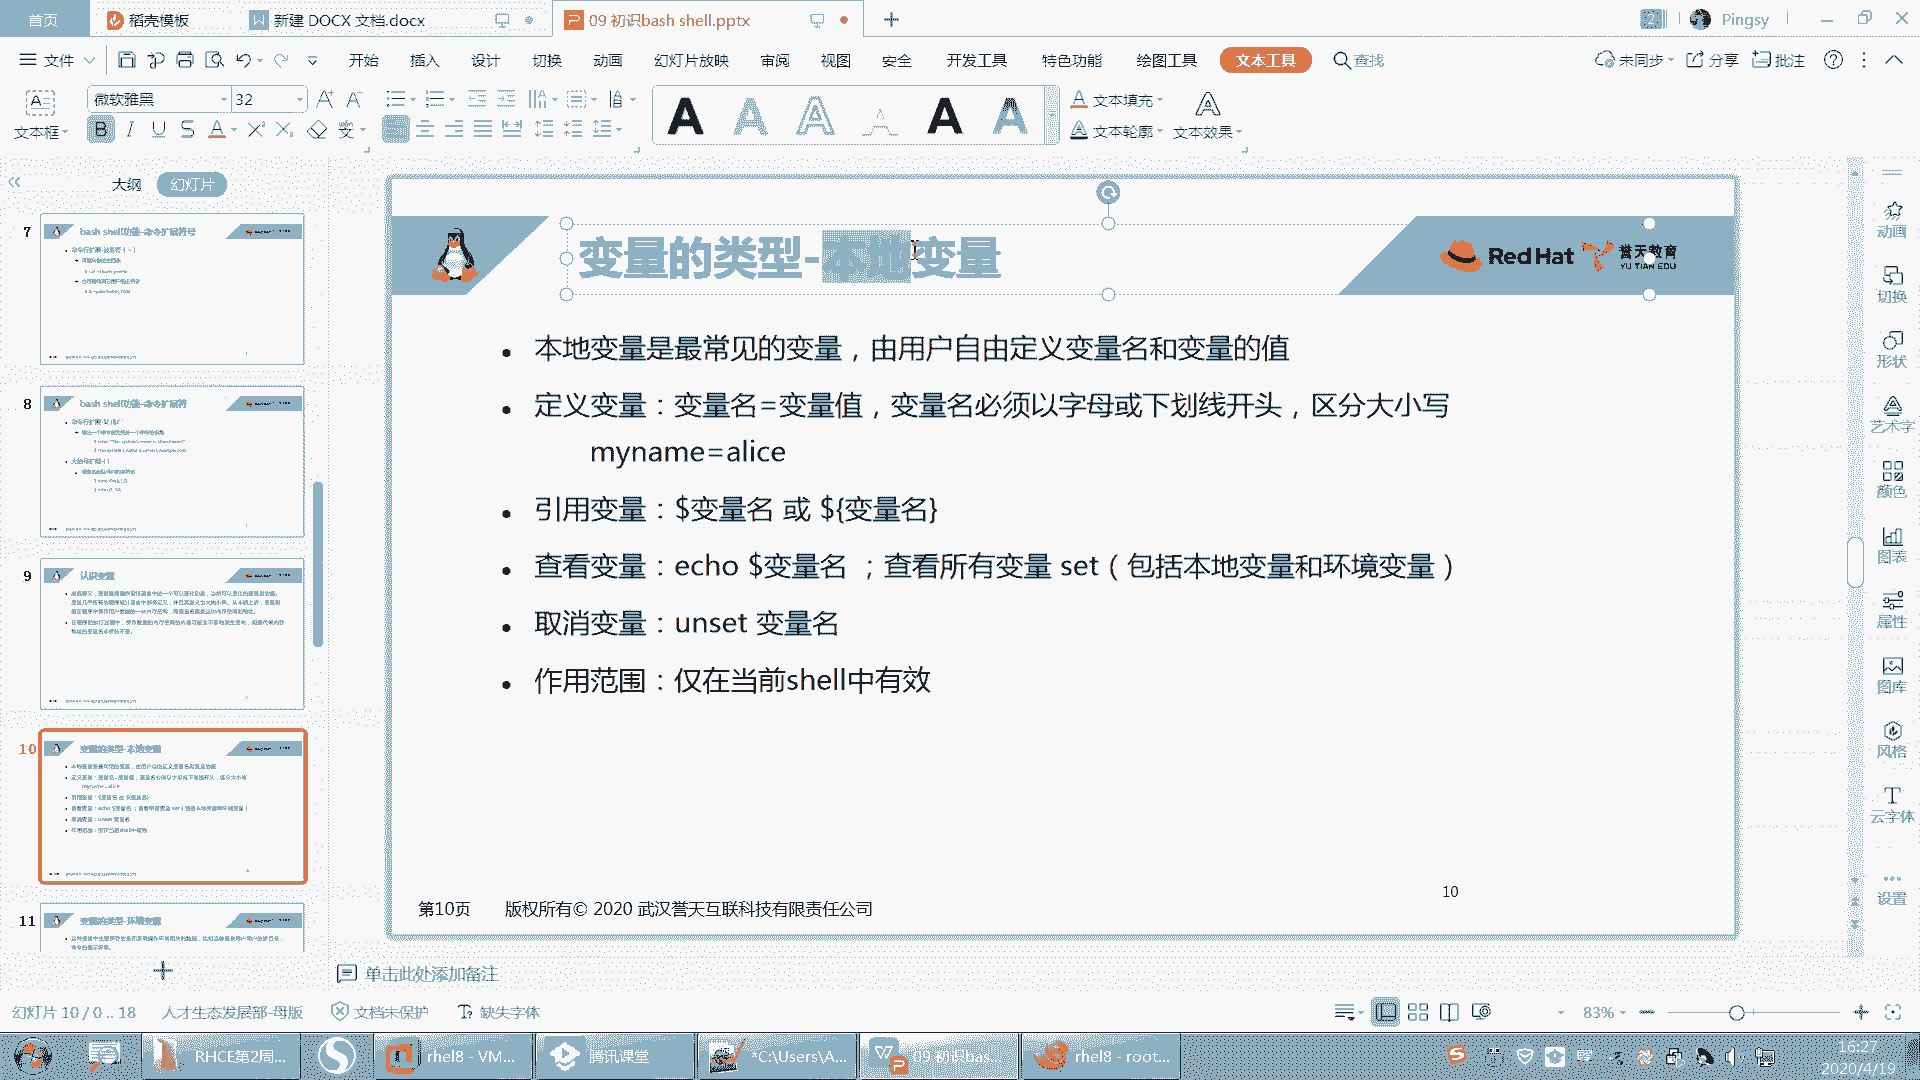 首页
稻壳模板
新建 DOCX 文档.docx
09 初识bash shell.pptx
2
Pingsy
文件
开始
插入
设计
切换
动画
幻灯片放映
审阅
视图
安全
开发工具
特色功能
绘图工具
文本工具
查找
未同步
分享
批注
文本框
微软雅黑
32
文本填充
文本轮廓
文本效果
大纲
幻灯片
7
bash shell功能-命令扩展符号
8
bash shell功能-命令扩展符
9
认识变量
10
变量的类型-本地变量
11
变量的类型-环境变量
变量的类型-本地变量
Red Hat
誉天教育
YU TIAN EDU
本地变量是最常见的变量，由用户自由定义变量名和变量的值
定义变量：变量名=变量值，变量名必须以字母或下划线开头，区分大小写
myname=alice
引用变量：$变量名 或 ${变量名}
查看变量：echo $变量名 ；查看所有变量 set（包括本地变量和环境变量）
取消变量：unset 变量名
作用范围：仅在当前shell中有效
10
第10页
版权所有© 2020 武汉誉天互联科技有限责任公司
单击此处添加备注
动画
切换
形状
艺术字
颜色
图表
属性
图库
风格
云字体
设置
幻灯片 10 / 0 .. 18
人才生态发展部-母版
文档未保护
缺失字体
83%
RHCE第2周...
rhel8 - VM...
腾讯课堂
*C:\Users\A...
09 初识bas...
rhel8 - root...
16:27
2020/4/19